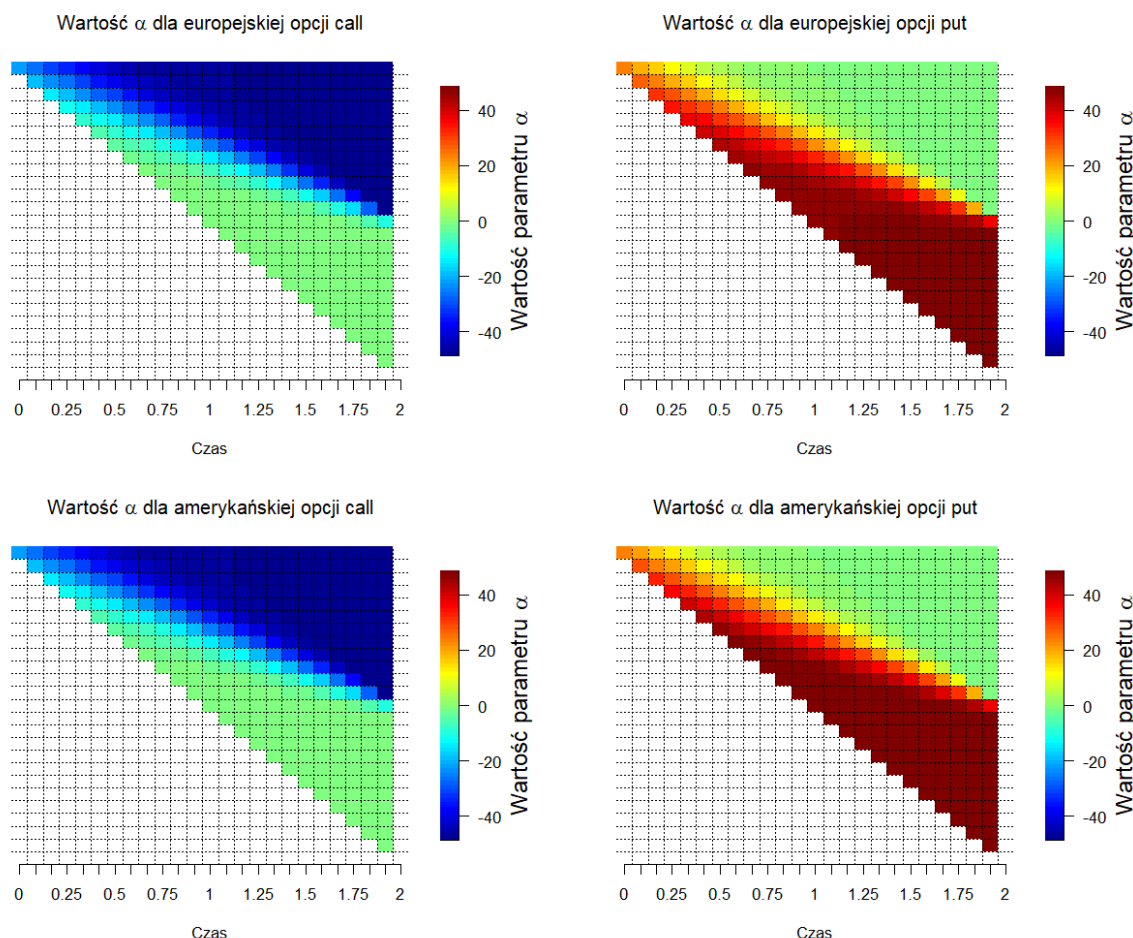 Wartość α dla europejskiej opcji call
40
20
0
-20
-40
Wartość parametru α
0 0.25 0.5 0.75 1 1.25 1.5 1.75 2
Czas
Wartość α dla europejskiej opcji put
40
20
0
-20
-40
Wartość parametru α
0 0.25 0.5 0.75 1 1.25 1.5 1.75 2
Czas
Wartość α dla amerykańskiej opcji call
40
20
0
-20
-40
Wartość parametru α
0 0.25 0.5 0.75 1 1.25 1.5 1.75 2
Czas
Wartość α dla amerykańskiej opcji put
40
20
0
-20
-40
Wartość parametru α
0 0.25 0.5 0.75 1 1.25 1.5 1.75 2
Czas